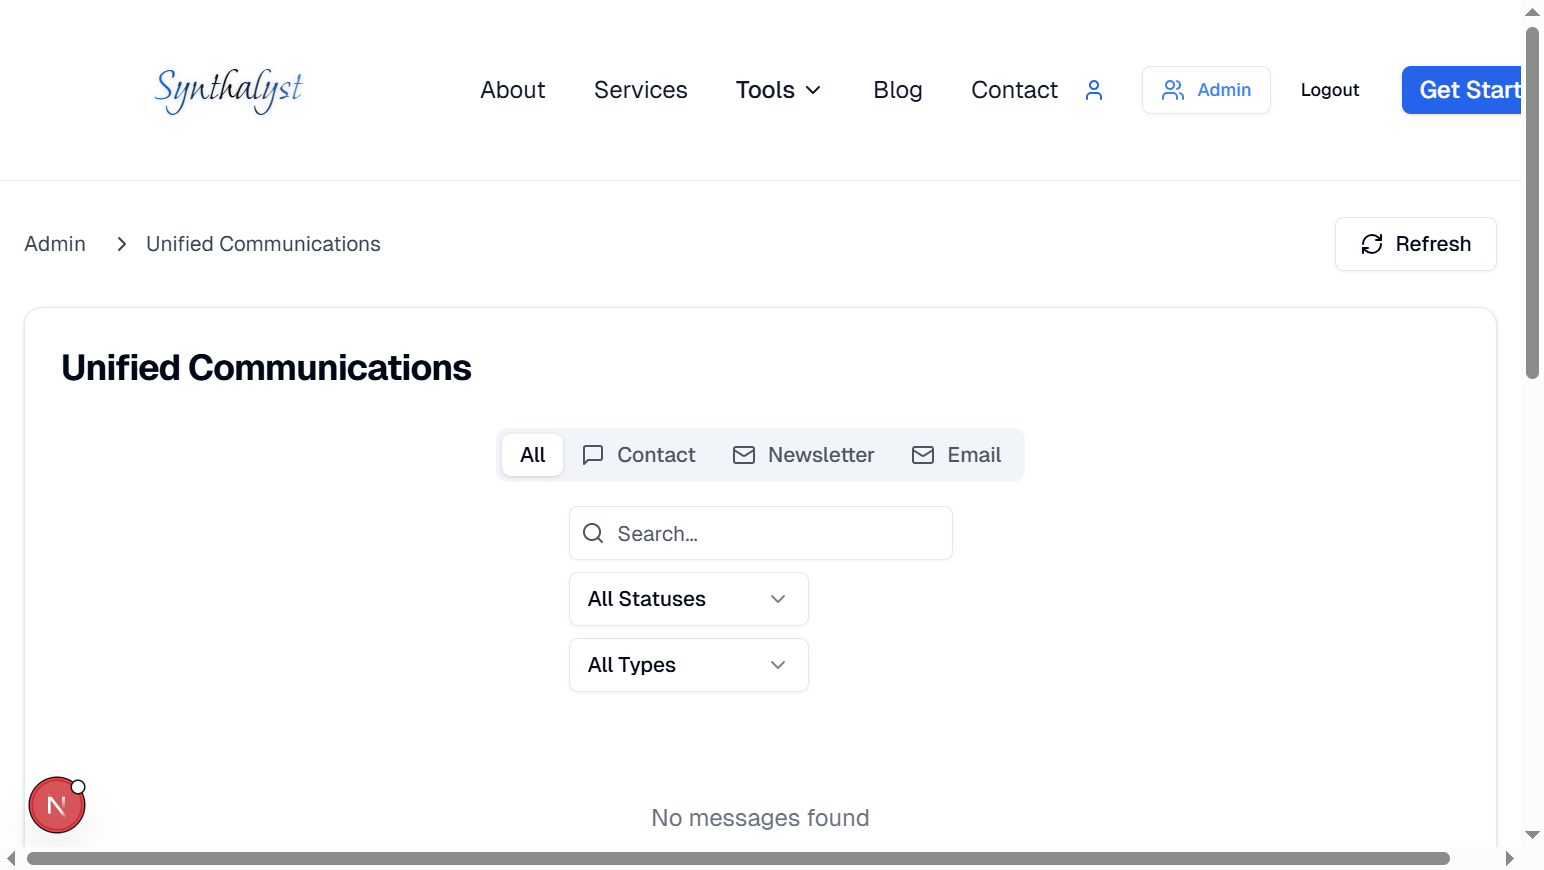 Synthalyst
About Services Tools Blog Contact Admin Logout Get Start
Admin Unified Communications Refresh
Unified Communications
All Contact Newsletter Email
Search...
All Statuses
All Types
N
No messages found